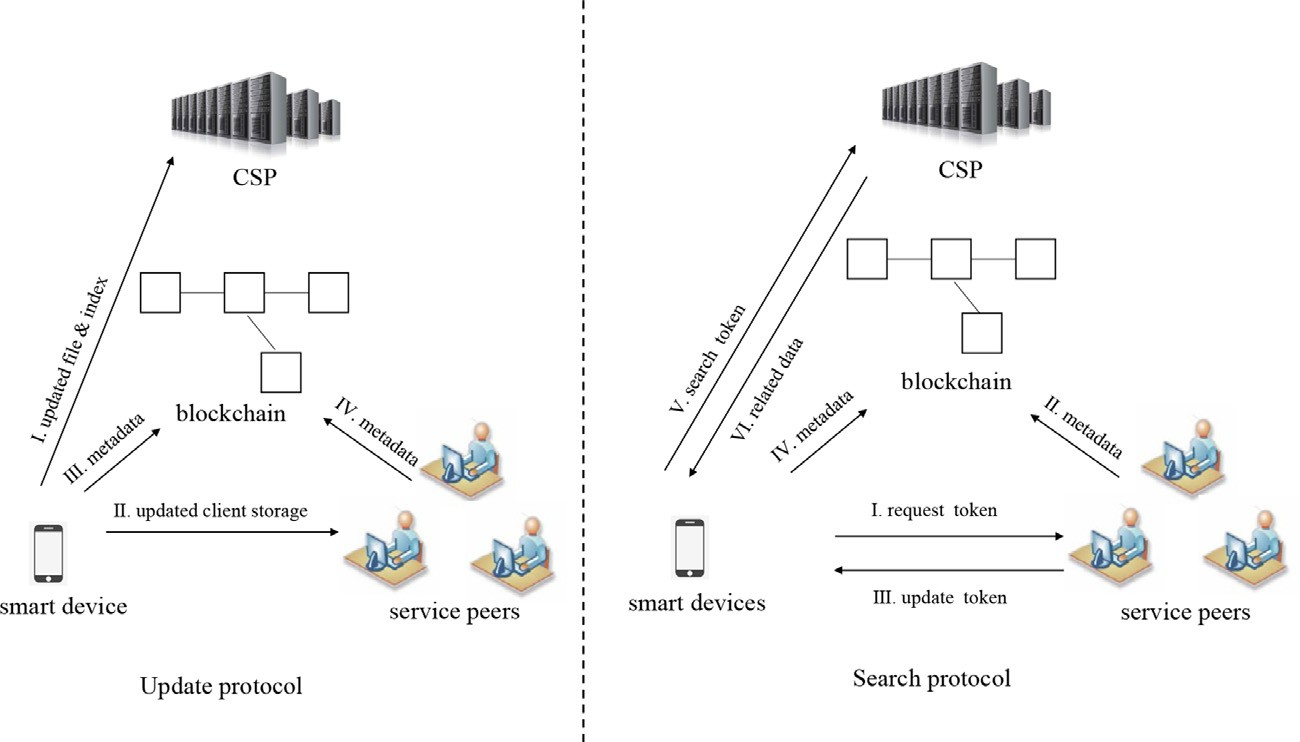 CSP
I. updated file & index
blockchain
III. metadata
IV. metadata
II. updated client storage
smart device
service peers
Update protocol
CSP
V. search token
VI. related data
blockchain
IV. metadata
II. metadata
I. request token
III. update token
smart devices
service peers
Search protocol